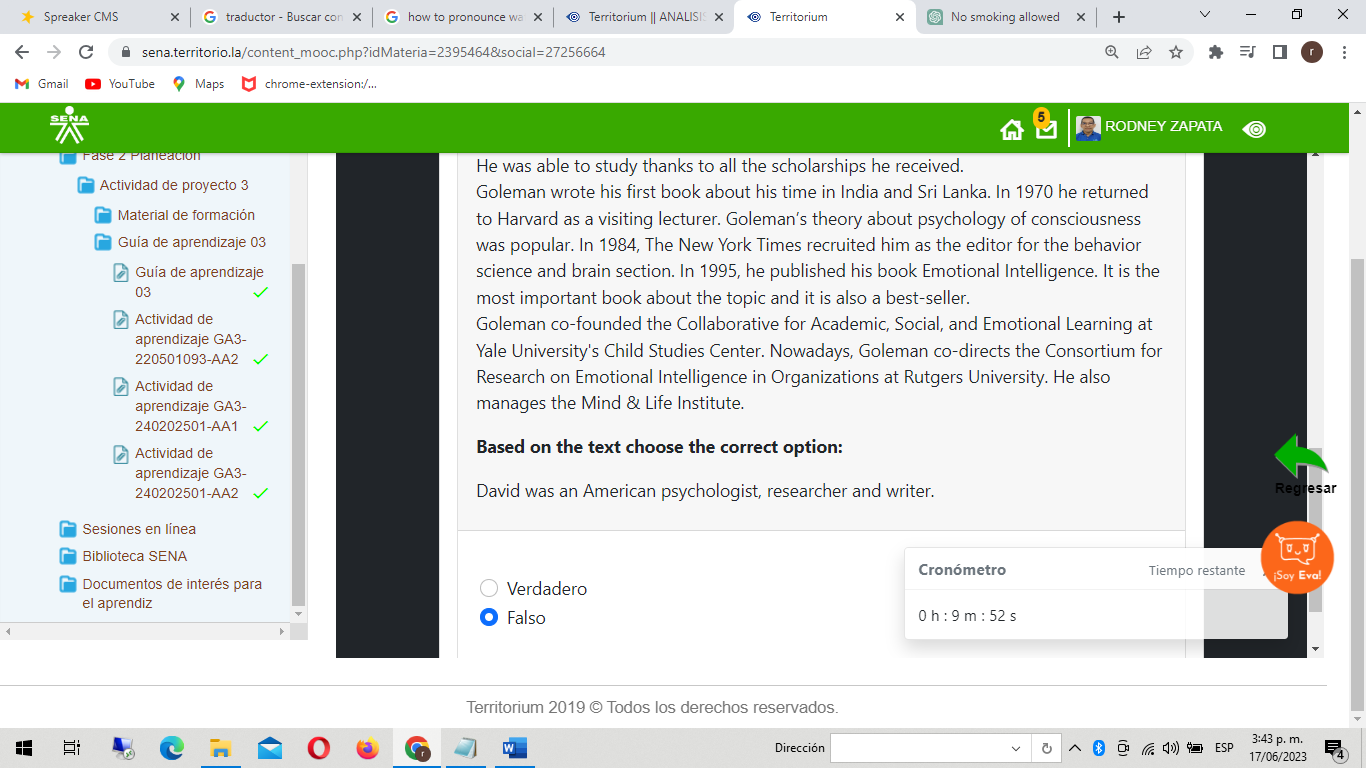 Spreaker CMS
traductor - Buscar con
how to pronounce wa
Territorium || ANALISIS
Territorium
No smoking allowed
sena.territorio.la/content_mooc.php?idMateria=2395464&social=27256664
r
Gmail
YouTube
Maps
chrome-extension:/...
SENA
5
RODNEY ZAPATA
Fase 2 Planeación
Actividad de proyecto 3
Material de formación
Guía de aprendizaje 03
Guía de aprendizaje
03
Actividad de
aprendizaje GA3-
220501093-AA2
Actividad de
aprendizaje GA3-
240202501-AA1
Actividad de
aprendizaje GA3-
240202501-AA2
Sesiones en línea
Biblioteca SENA
Documentos de interés para
el aprendiz
He was able to study thanks to all the scholarships he received.
Goleman wrote his first book about his time in India and Sri Lanka. In 1970 he returned
to Harvard as a visiting lecturer. Goleman's theory about psychology of consciousness
was popular. In 1984, The New York Times recruited him as the editor for the behavior
science and brain section. In 1995, he published his book Emotional Intelligence. It is the
most important book about the topic and it is also a best-seller.
Goleman co-founded the Collaborative for Academic, Social, and Emotional Learning at
Yale University's Child Studies Center. Nowadays, Goleman co-directs the Consortium for
Research on Emotional Intelligence in Organizations at Rutgers University. He also
manages the Mind & Life Institute.
Based on the text choose the correct option:
David was an American psychologist, researcher and writer.
Verdadero
Falso
Regresar
¡Soy Eva!
Cronómetro
Tiempo restante
0 h : 9 m : 52 s
Territorium 2019 © Todos los derechos reservados.
r
Dirección
ESP
3:43 p. m.
17/06/2023
4